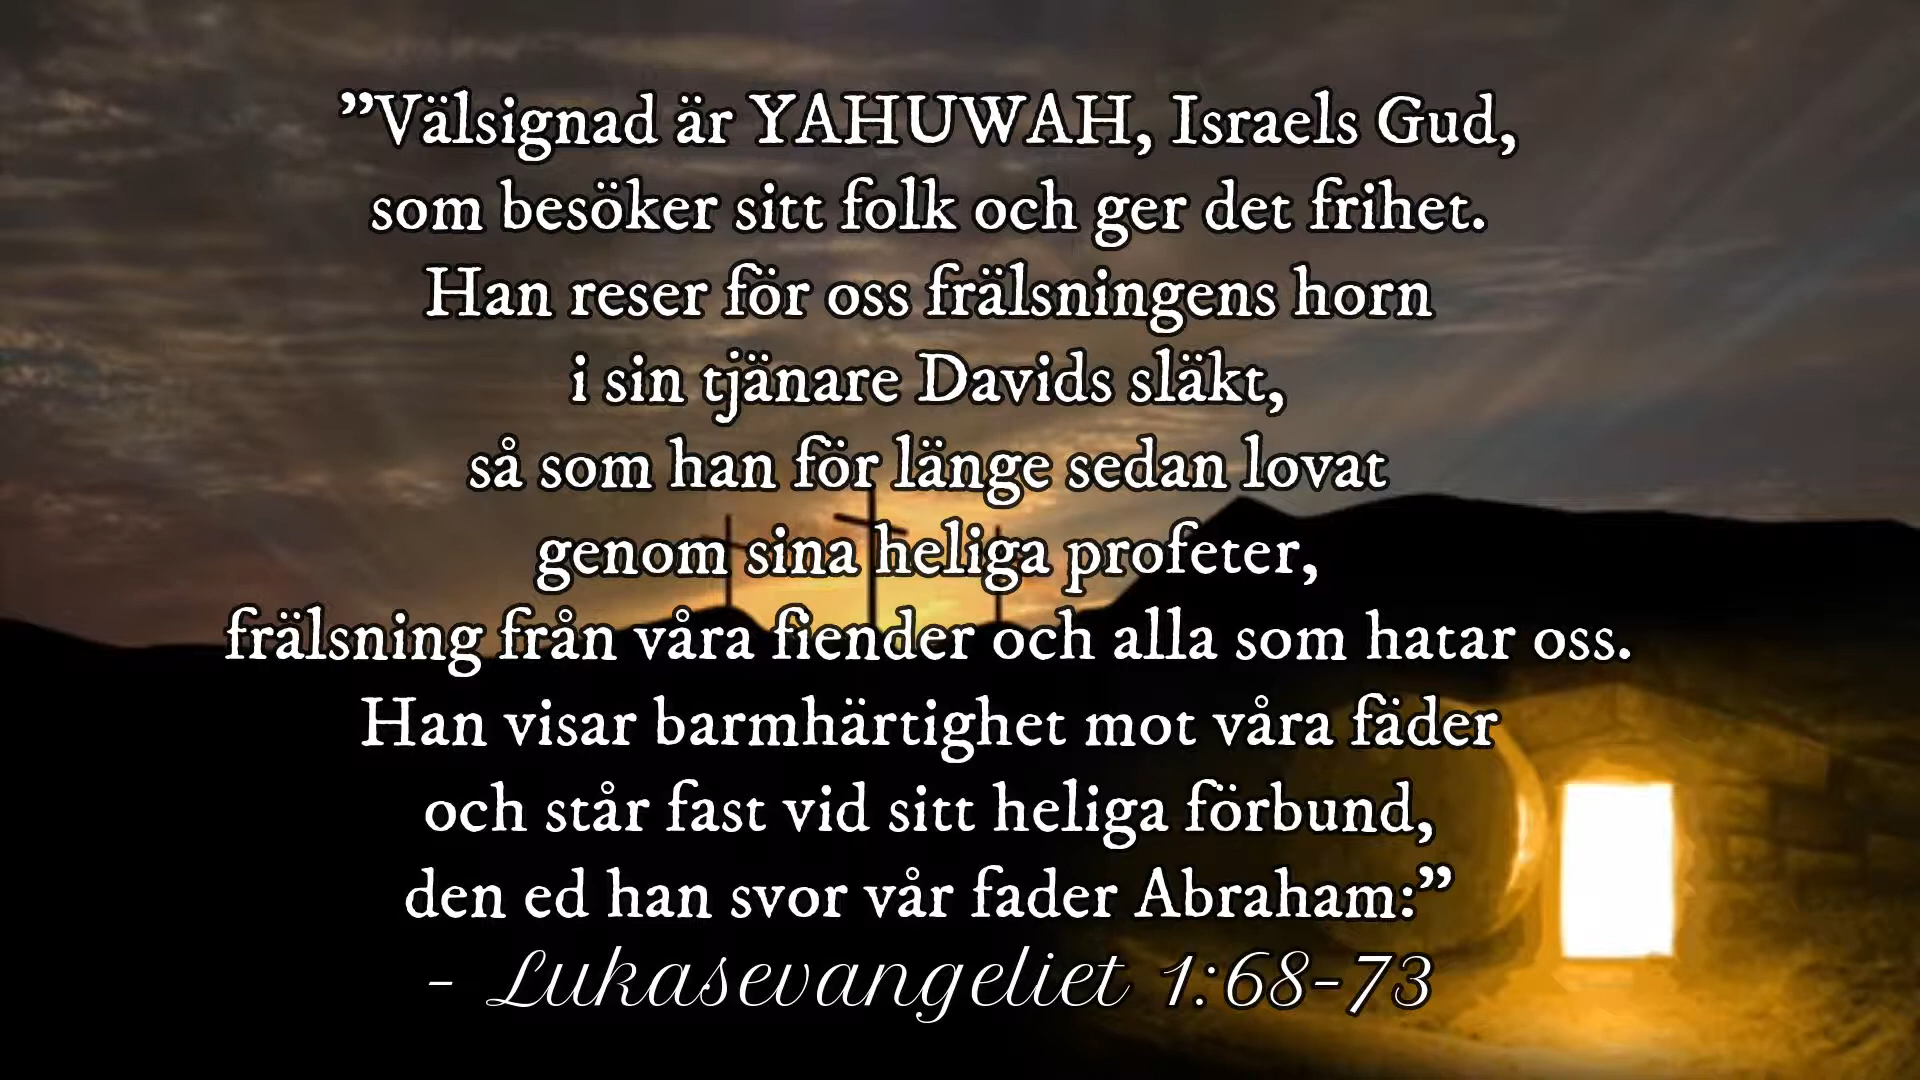 ”Välsignad är YAHUWAH, Israels Gud,
som besöker sitt folk och ger det frihet.
Han reser för oss frälsningens horn
i sin tjänare Davids släkt,
så som han för länge sedan lovat
genom sina heliga profeter,
frälsning från våra fiender och alla som hatar oss.
Han visar barmhärtighet mot våra fäder
och står fast vid sitt heliga förbund,
den ed han svor vår fader Abraham:”
- Lukasevangeliet 1:68-73